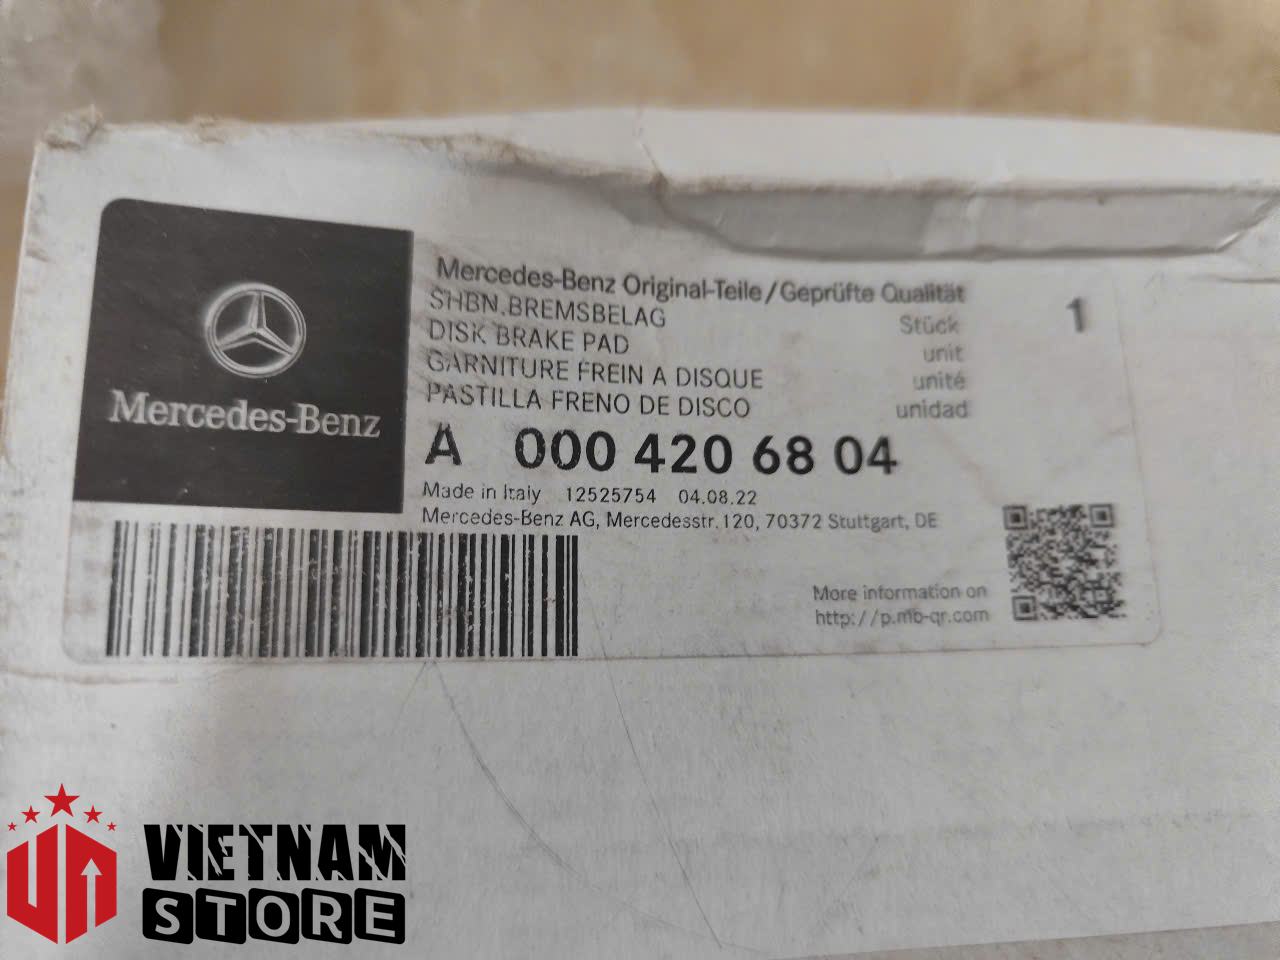 Mercedes-Benz
Mercedes-Benz Original-Teile/Geprüfte Qualität
SHBN.BREMSBELAG Stück 1
DISK BRAKE PAD unit
GARNITURE FREIN A DISQUE unité
PASTILLA FRENO DE DISCO unidad
A 000 420 68 04
Made in Italy 12525754 04.08.22
Mercedes-Benz AG, Mercedesstr.120, 70372 Stuttgart, DE
More information on
http://p.mb-qr.com
VIETNAM
STORE